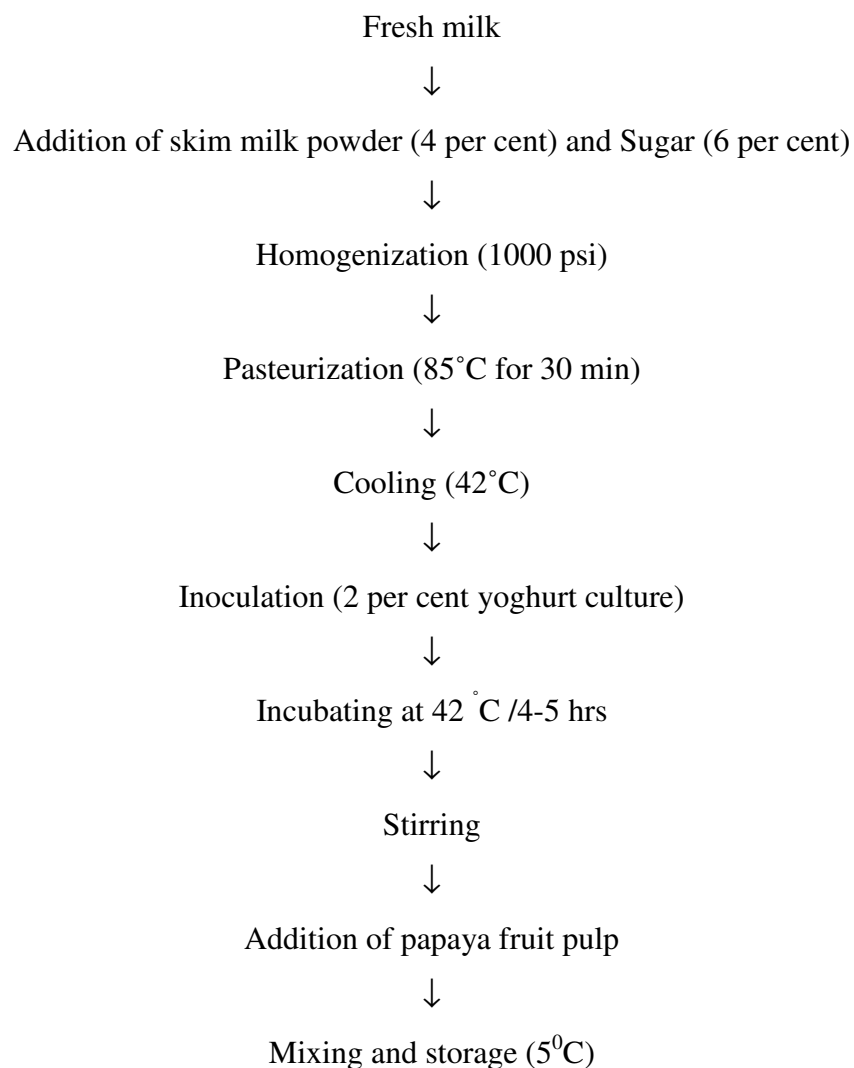 Fresh milk
↓
Addition of skim milk powder (4 per cent) and Sugar (6 per cent)
↓
Homogenization (1000 psi)
↓
Pasteurization (85˚C for 30 min)
↓
Cooling (42˚C)
↓
Inoculation (2 per cent yoghurt culture)
↓
Incubating at 42 ˚C /4-5 hrs
↓
Stirring
↓
Addition of papaya fruit pulp
↓
Mixing and storage (5⁰C)